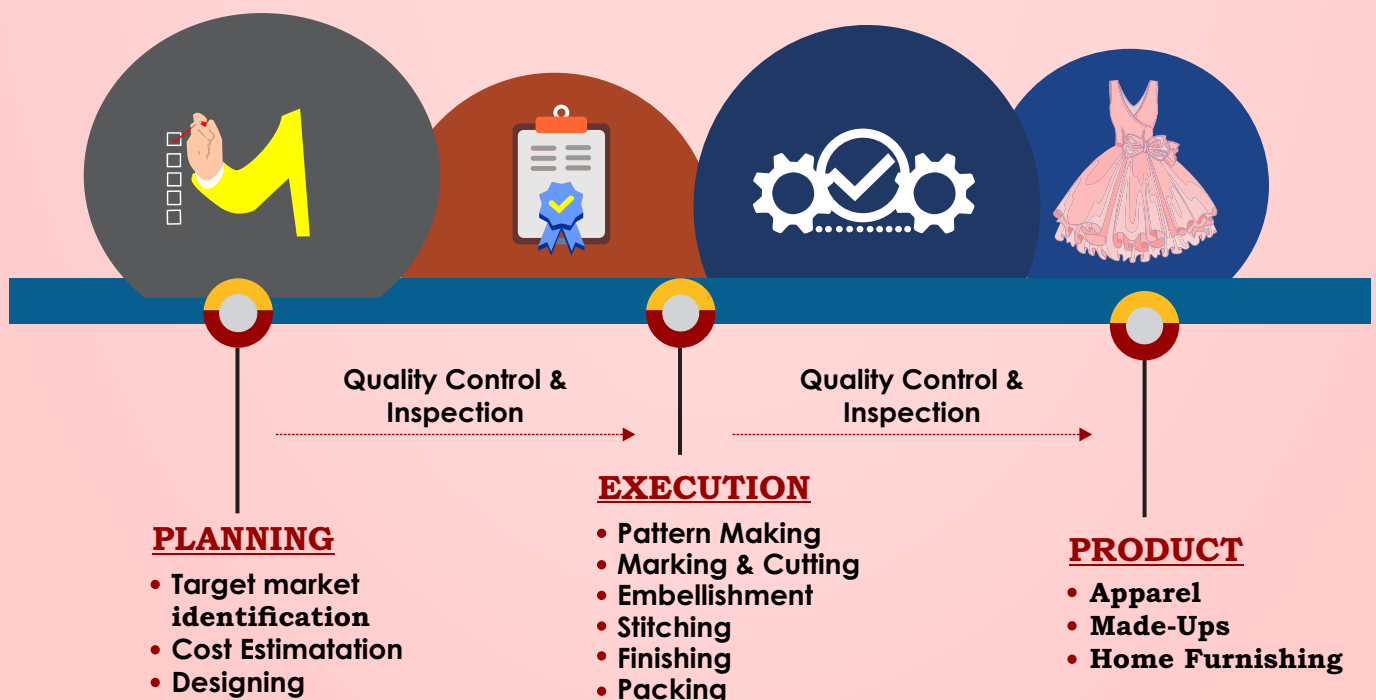 Quality Control &
Inspection
Quality Control &
Inspection
PLANNING
• Target market
identification
• Cost Estimatation
• Designing
EXECUTION
• Pattern Making
• Marking & Cutting
• Embellishment
• Stitching
• Finishing
• Packing
PRODUCT
• Apparel
• Made-Ups
• Home Furnishing